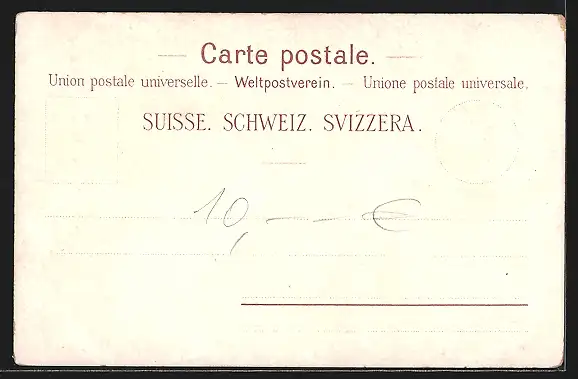 Carte postale.
Union postale universelle. — Weltpostverein. — Unione postale universale.
SUISSE. SCHWEIZ. SVIZZERA.
10,— €